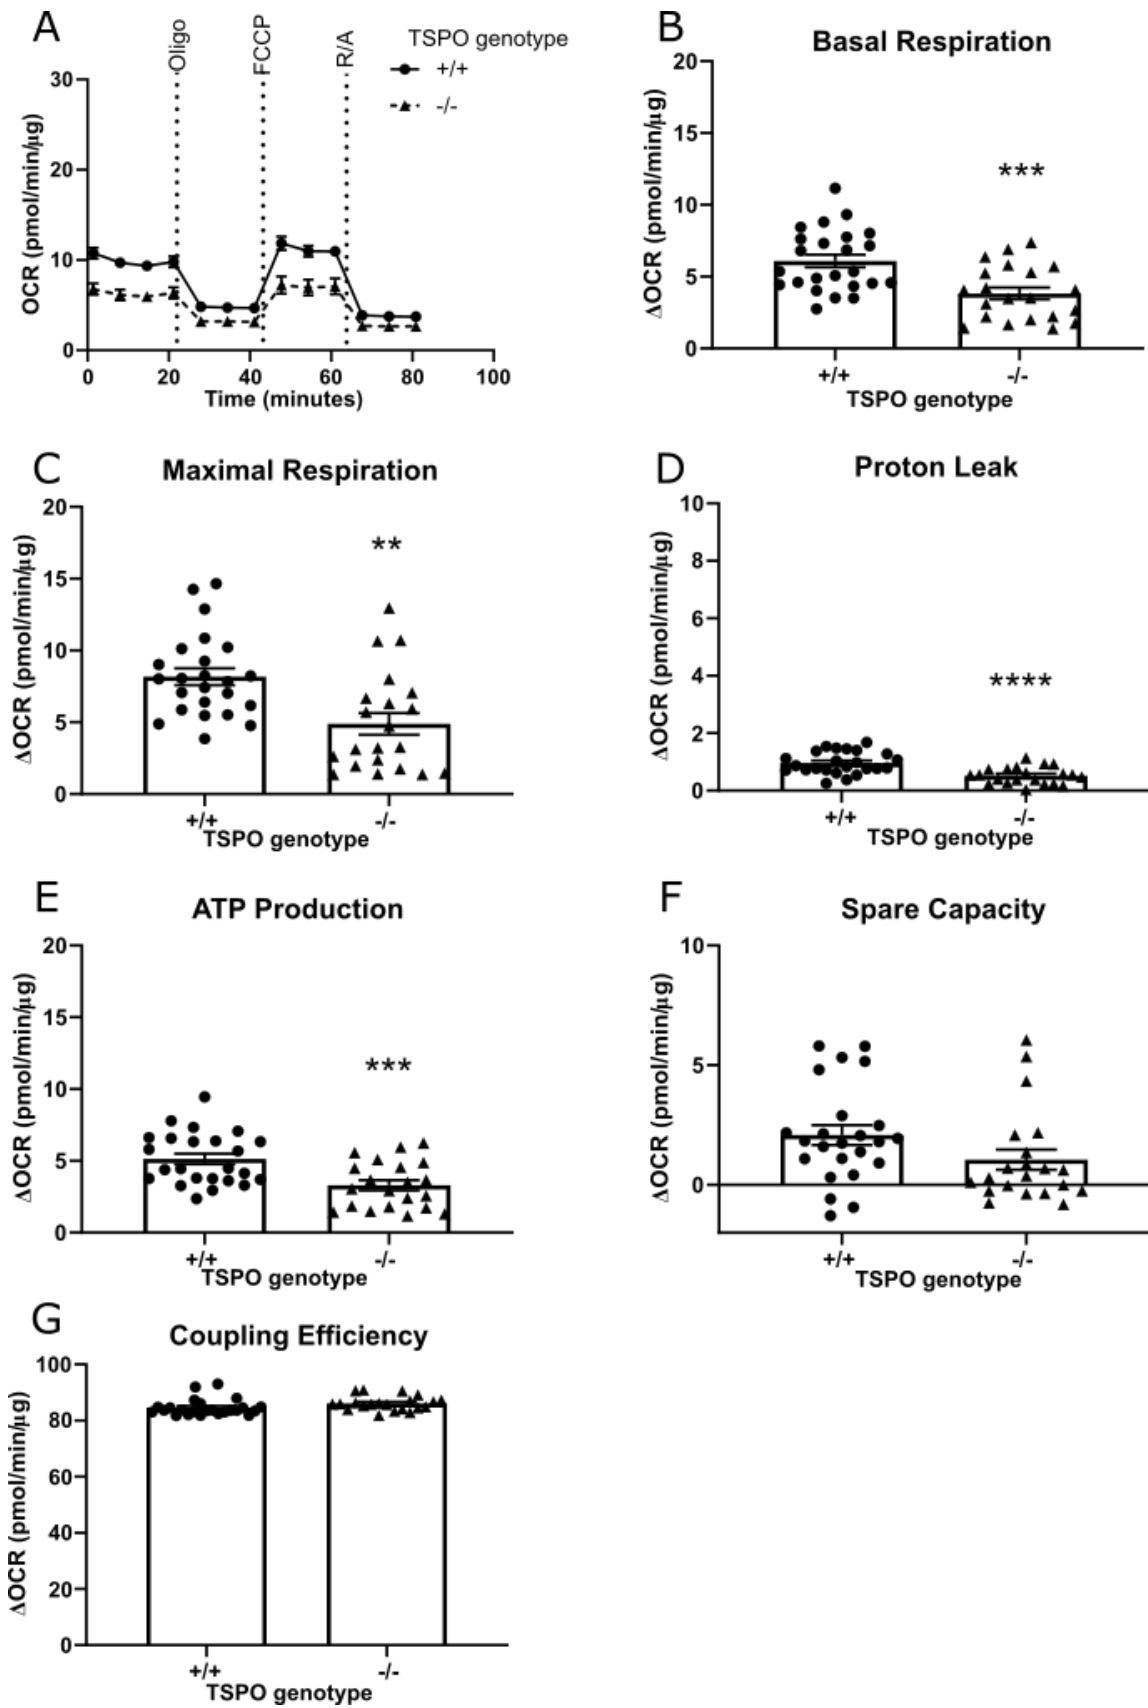 A
Oligo
FCCP
R/A
TSPO genotype
+/+
-/-
OCR (pmol/min/µg)
30
20
10
0
0 20 40 60 80 100
Time (minutes)
B
Basal Respiration
ΔOCR (pmol/min/µg)
20
15
10
5
0
***
+/+ -/-
TSPO genotype
C
Maximal Respiration
ΔOCR (pmol/min/µg)
20
15
10
5
0
**
+/+ -/-
TSPO genotype
D
Proton Leak
ΔOCR (pmol/min/µg)
10
8
6
4
2
0
****
+/+ -/-
TSPO genotype
E
ATP Production
ΔOCR (pmol/min/µg)
20
15
10
5
0
***
+/+ -/-
TSPO genotype
F
Spare Capacity
ΔOCR (pmol/min/µg)
10
5
0
+/+ -/-
TSPO genotype
G
Coupling Efficiency
ΔOCR (pmol/min/µg)
100
80
60
40
20
0
+/+ -/-
TSPO genotype